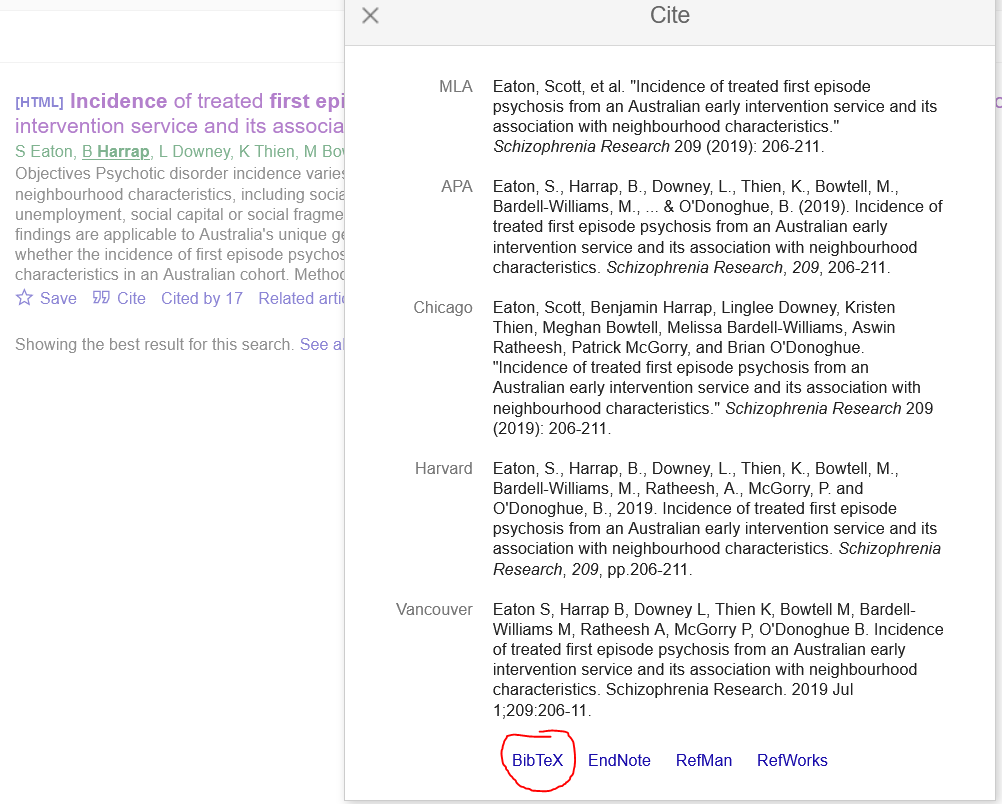 Cite
[HTML] Incidence of treated first epi
intervention service and its associa
S Eaton, B Harrap, L Downey, K Thien, M Bow
Objectives Psychotic disorder incidence varies
neighbourhood characteristics, including socia
unemployment, social capital or social fragme
findings are applicable to Australia's unique ge
whether the incidence of first episode psychos
characteristics in an Australian cohort. Method
Save Cite Cited by 17 Related artic
Showing the best result for this search. See al
MLA Eaton, Scott, et al. "Incidence of treated first episode
psychosis from an Australian early intervention service and its
association with neighbourhood characteristics."
Schizophrenia Research 209 (2019): 206-211.
APA Eaton, S., Harrap, B., Downey, L., Thien, K., Bowtell, M.,
Bardell-Williams, M., ... & O'Donoghue, B. (2019). Incidence of
treated first episode psychosis from an Australian early
intervention service and its association with neighbourhood
characteristics. Schizophrenia Research, 209, 206-211.
Chicago Eaton, Scott, Benjamin Harrap, Linglee Downey, Kristen
Thien, Meghan Bowtell, Melissa Bardell-Williams, Aswin
Ratheesh, Patrick McGorry, and Brian O'Donoghue.
"Incidence of treated first episode psychosis from an
Australian early intervention service and its association with
neighbourhood characteristics." Schizophrenia Research 209
(2019): 206-211.
Harvard Eaton, S., Harrap, B., Downey, L., Thien, K., Bowtell, M.,
Bardell-Williams, M., Ratheesh, A., McGorry, P. and
O'Donoghue, B., 2019. Incidence of treated first episode
psychosis from an Australian early intervention service and its
association with neighbourhood characteristics. Schizophrenia
Research, 209, pp.206-211.
Vancouver Eaton S, Harrap B, Downey L, Thien K, Bowtell M, Bardell-
Williams M, Ratheesh A, McGorry P, O'Donoghue B. Incidence
of treated first episode psychosis from an Australian early
intervention service and its association with neighbourhood
characteristics. Schizophrenia Research. 2019 Jul
1;209:206-11.
BibTeX EndNote RefMan RefWorks